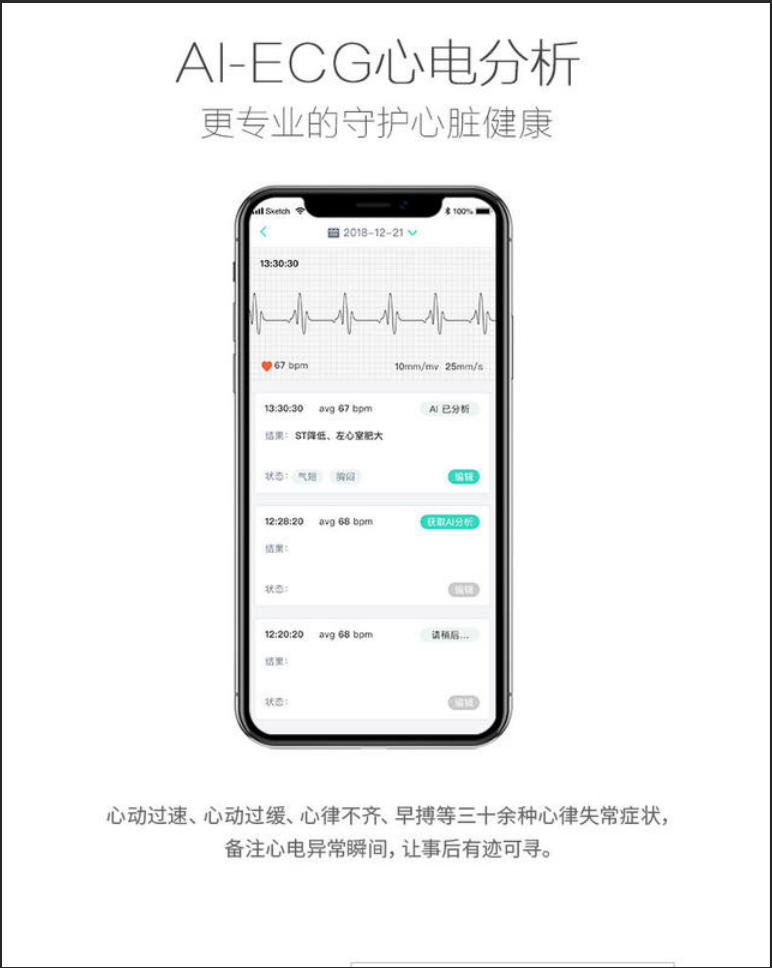 AI-ECG心电分析
更专业的守护心脏健康
Sketch 100%
2018-12-21
13:30:30
67 bpm 10mm/mv 25mm/s
13:30:30 avg 67 bpm AI 已分析
结果: ST降低、左心室肥大
状态: 气短 胸闷 编辑
12:28:20 avg 68 bpm 获取AI分析
结果:
状态: 编辑
12:20:20 avg 68 bpm 请稍后...
结果:
状态: 编辑
心动过速、心动过缓、心律不齐、早搏等三十余种心律失常症状,
备注心电异常瞬间, 让事后有迹可寻。